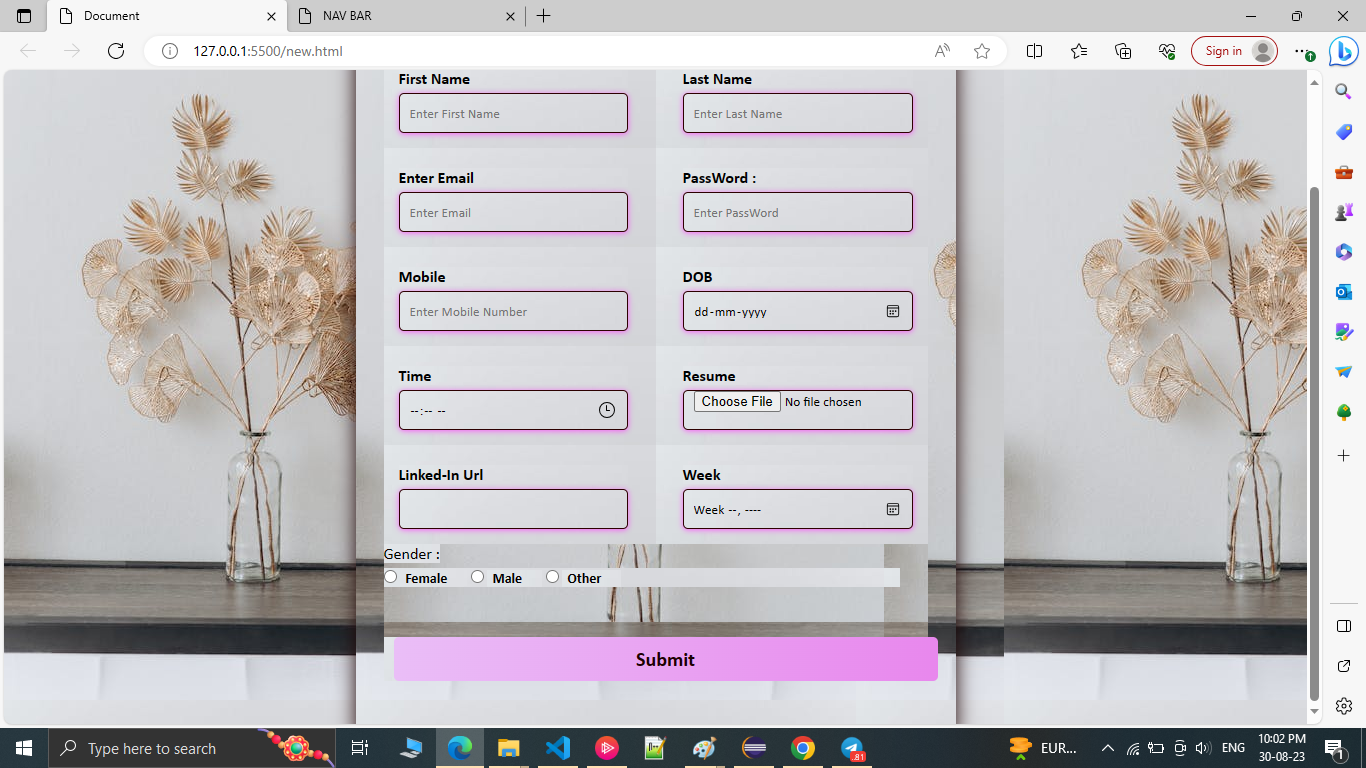 Document
NAV BAR
127.0.0.1:5500/new.html
Sign in
First Name
Last Name
Enter First Name
Enter Last Name
Enter Email
PassWord :
Enter Email
Enter PassWord
Mobile
DOB
Enter Mobile Number
dd-mm-yyyy
Time
Resume
--:-- --
Choose File No file chosen
Linked-In Url
Week
Week --, ----
Gender :
Female Male Other
Submit
Type here to search
81
EUR...
ENG
10:02 PM
30-08-23
1